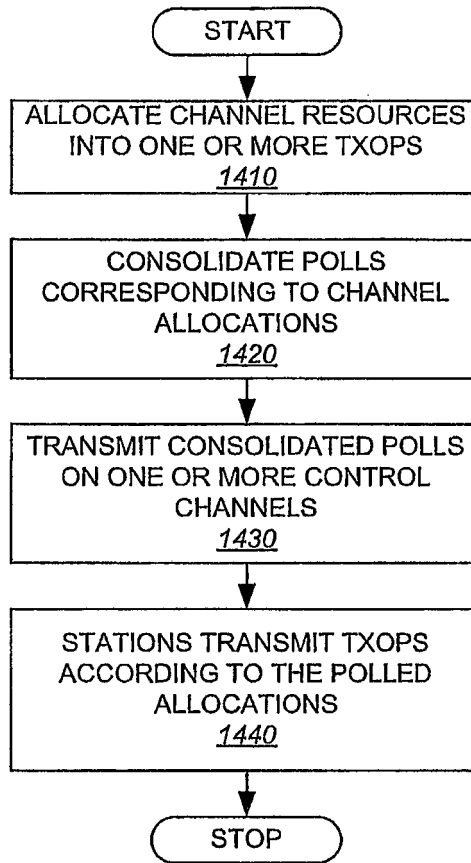 START
ALLOCATE CHANNEL RESOURCES
INTO ONE OR MORE TXOPS
1410
CONSOLIDATE POLLS
CORRESPONDING TO CHANNEL
ALLOCATIONS
1420
TRANSMIT CONSOLIDATED POLLS
ON ONE OR MORE CONTROL
CHANNELS
1430
STATIONS TRANSMIT TXOPS
ACCORDING TO THE POLLED
ALLOCATIONS
1440
STOP